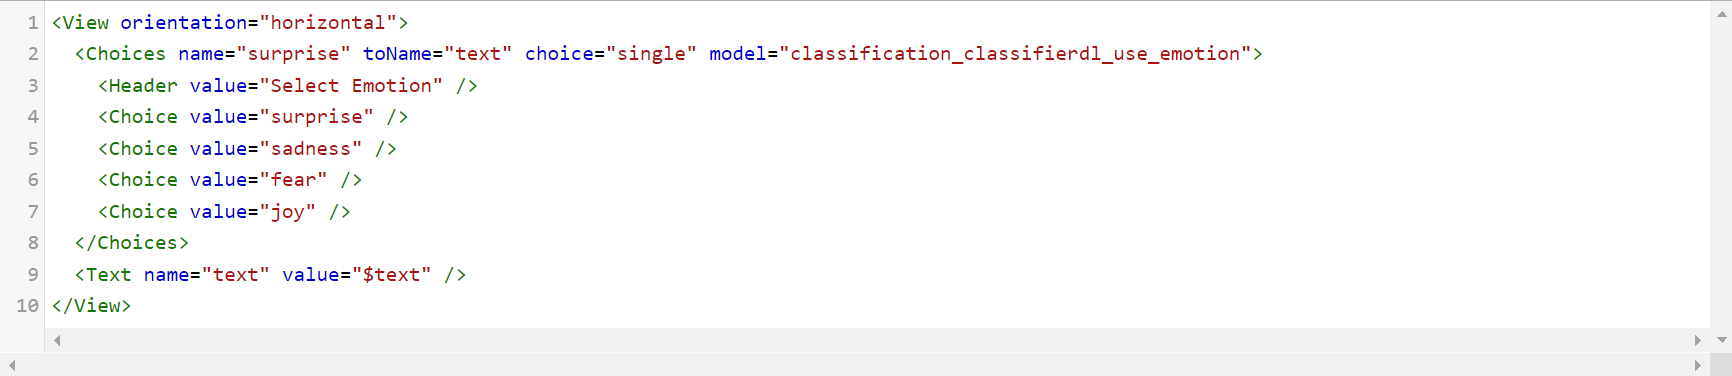 1 <View orientation="horizontal">
2   <Choices name="surprise" toName="text" choice="single" model="classification_classifierdl_use_emotion">
3     <Header value="Select Emotion" />
4     <Choice value="surprise" />
5     <Choice value="sadness" />
6     <Choice value="fear" />
7     <Choice value="joy" />
8   </Choices>
9   <Text name="text" value="$text" />
10 </View>